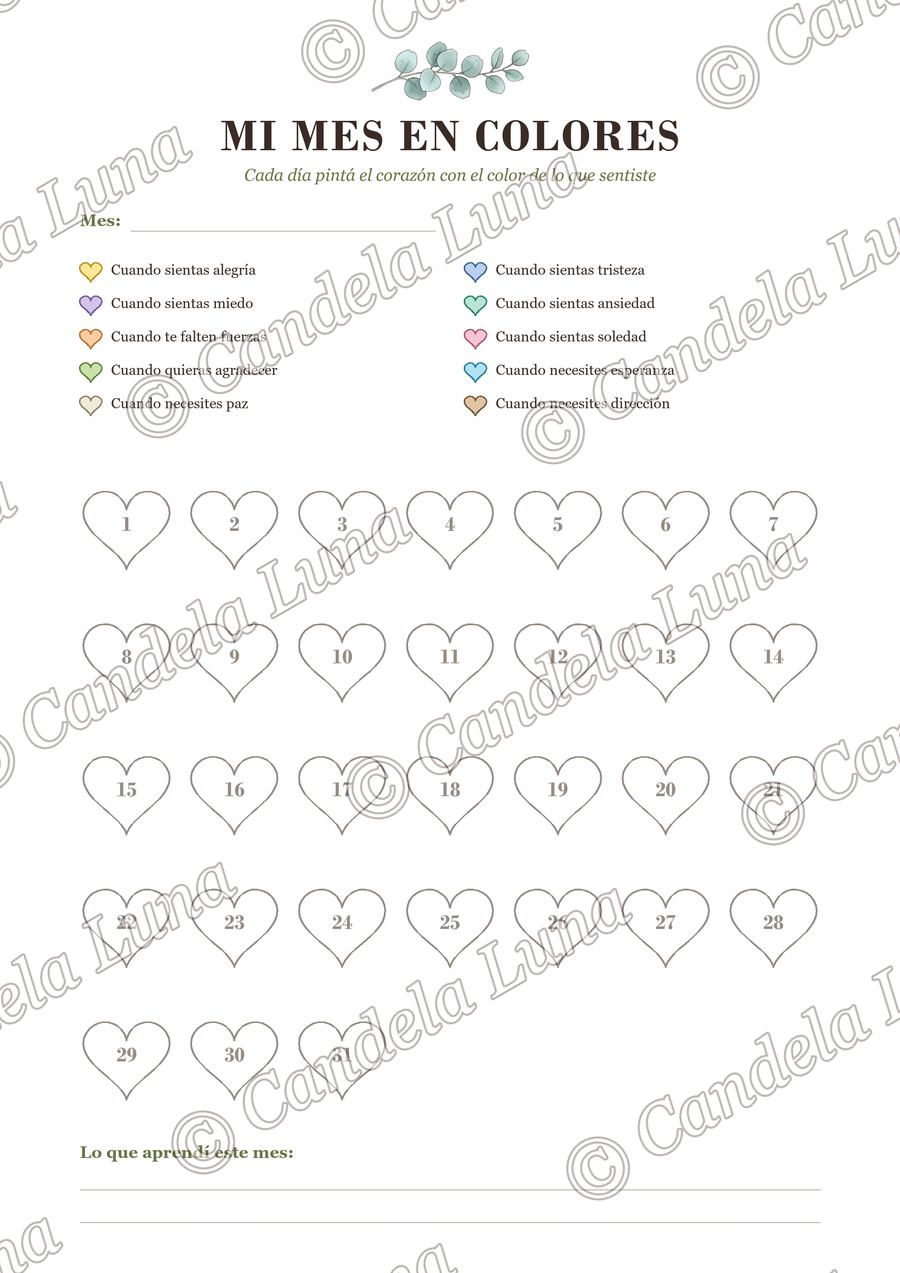 MI MES EN COLORES
Cada día pintá el corazón con el color de lo que sentiste
Mes:
Cuando sientas alegría
Cuando sientas tristeza
Cuando sientas miedo
Cuando sientas ansiedad
Cuando te falten fuerzas
Cuando sientas soledad
Cuando quieras agradecer
Cuando necesites esperanza
Cuando necesites paz
Cuando necesites dirección
1 2 3 4 5 6 7
8 9 10 11 12 13 14
15 16 17 18 19 20 21
22 23 24 25 26 27 28
29 30 31
Lo que aprendí este mes:
© Candela Luna